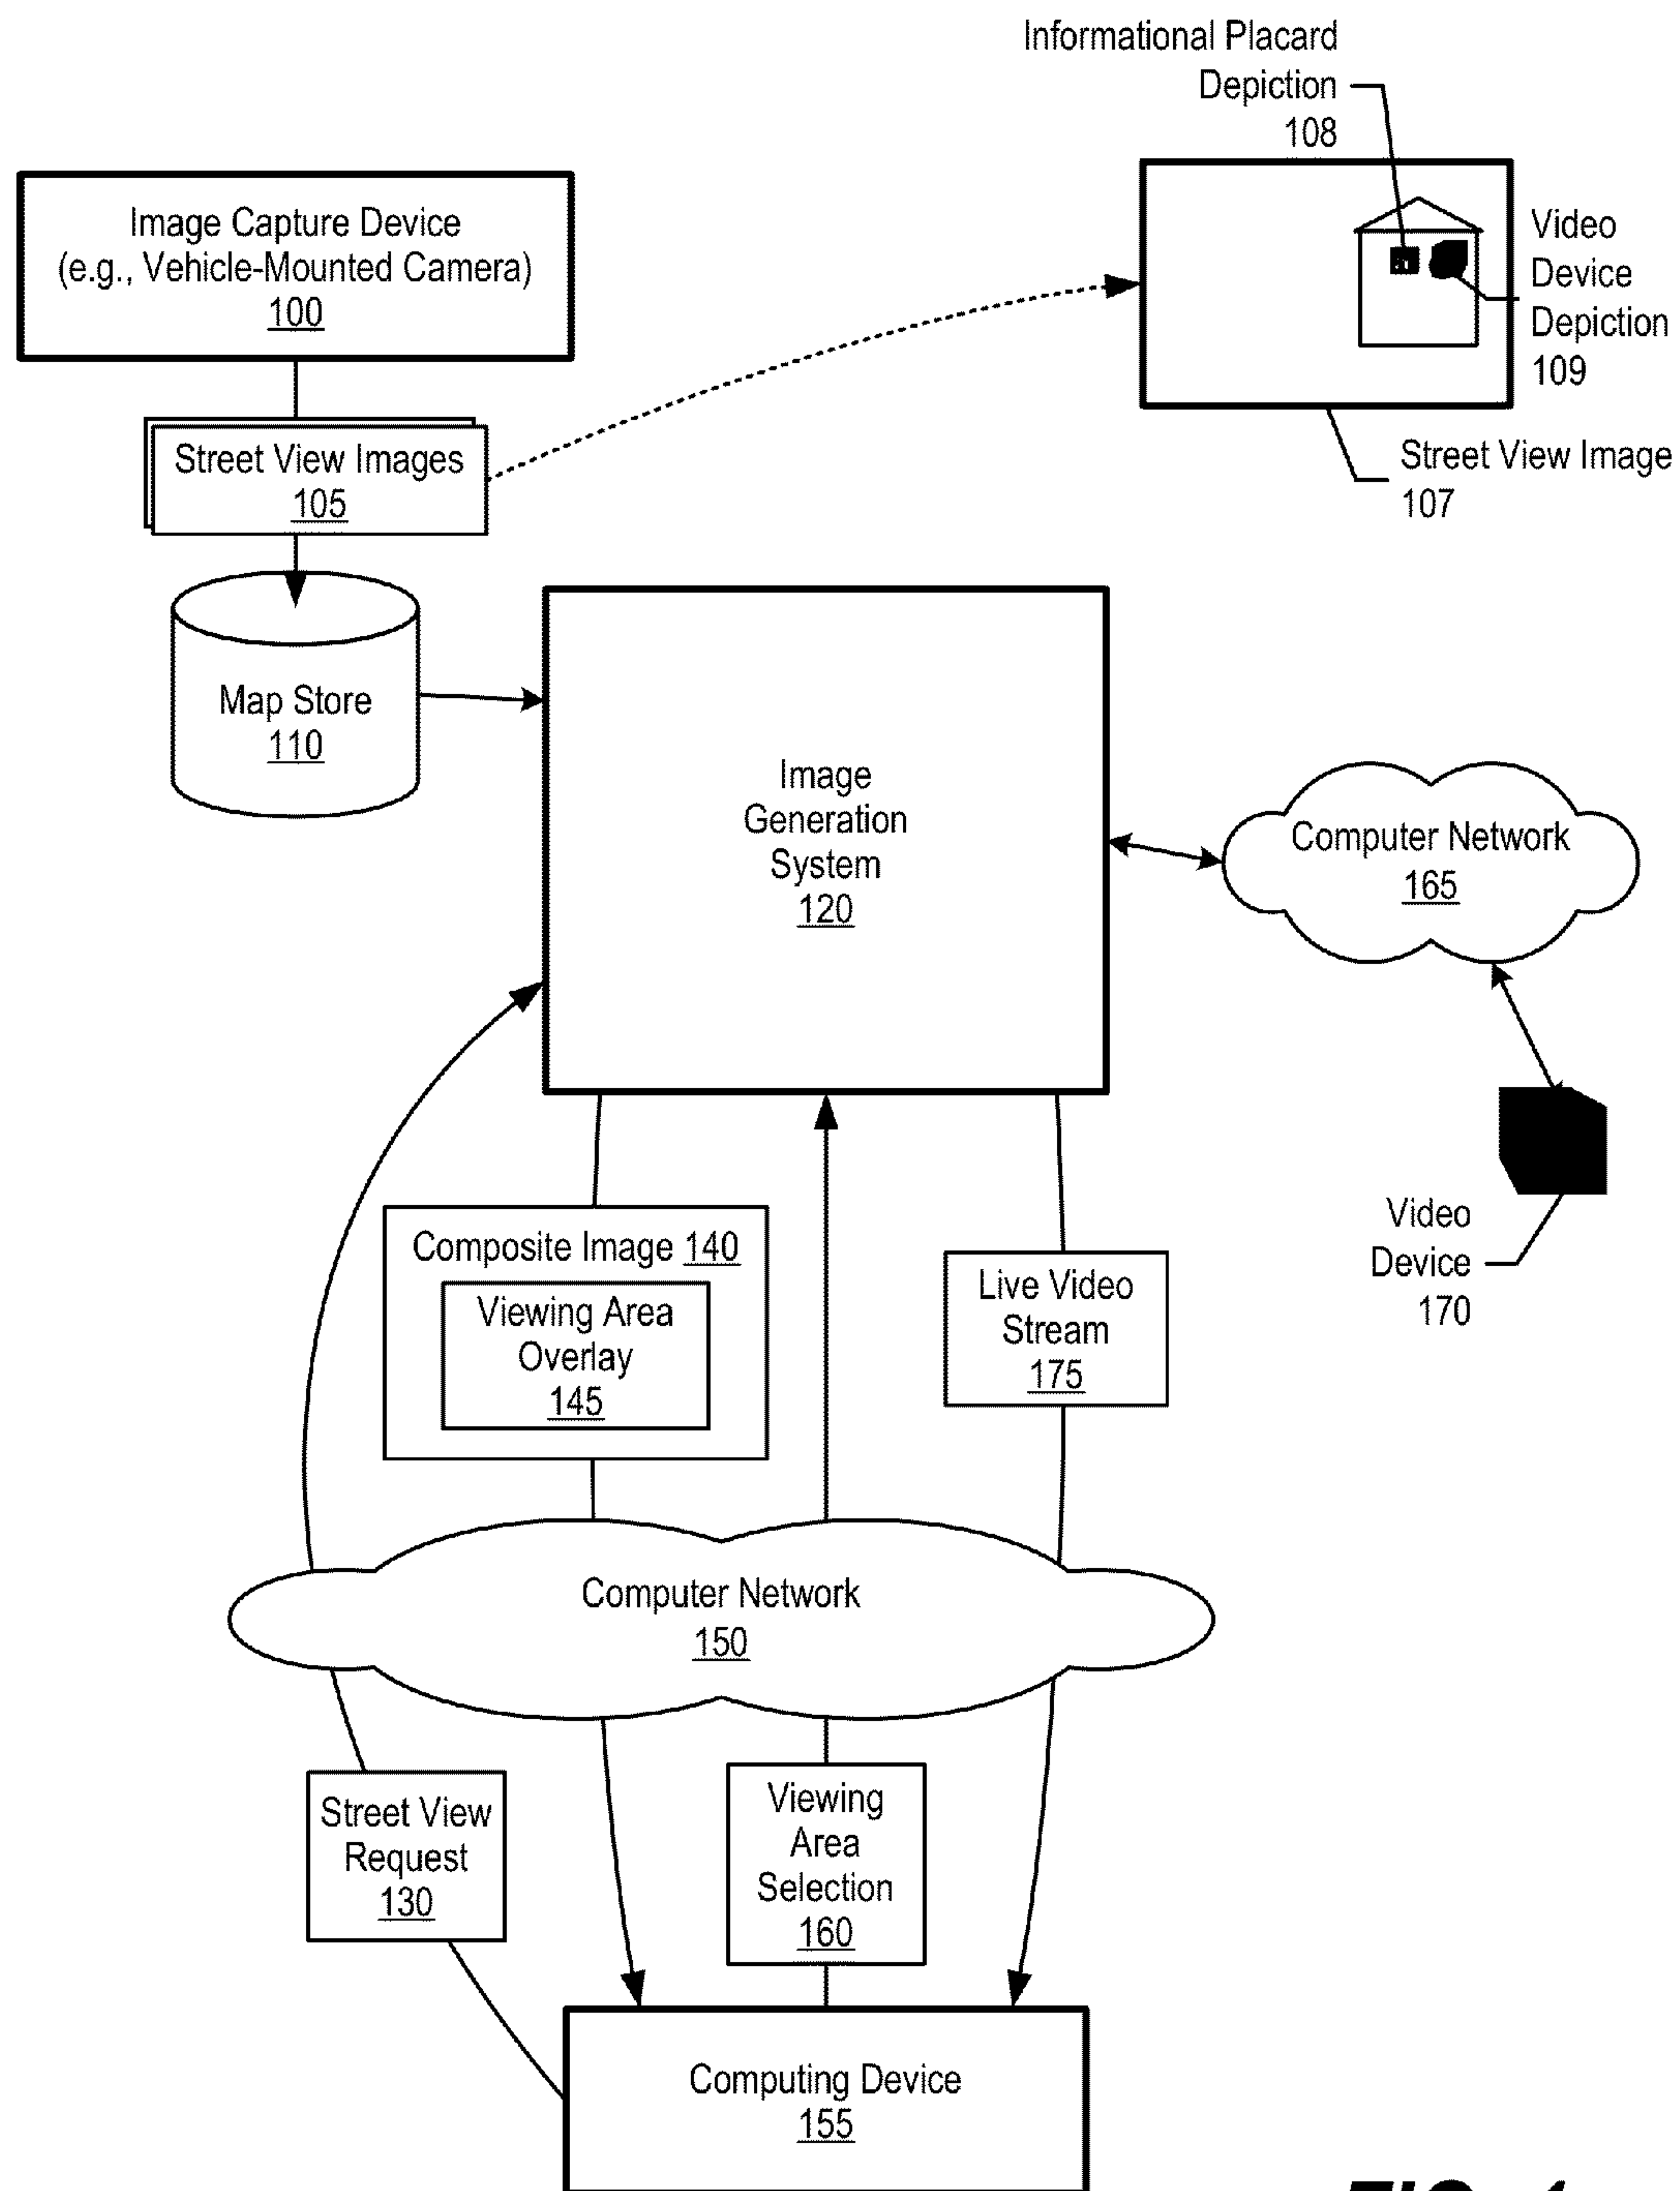 Informational Placard
Depiction
108
Image Capture Device
(e.g., Vehicle-Mounted Camera)
100
Video
Device
Depiction
109
Street View Images
105
Street View Image
107
Map Store
110
Image
Generation
System
120
Computer Network
165
Composite Image 140
Viewing Area
Overlay
145
Live Video
Stream
175
Video
Device
170
Computer Network
150
Street View
Request
130
Viewing
Area
Selection
160
Computing Device
155